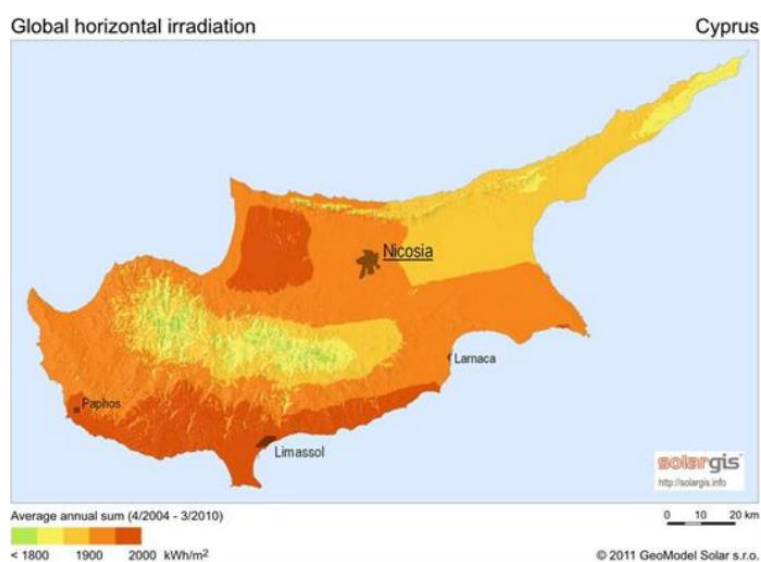 Global horizontal irradiation
Cyprus
Nicosia
Larnaca
Paphos
Limassol
solargis
http://solargis.info
Average annual sum (4/2004 - 3/2010)
0 10 20 km
< 1800 1900 2000 kWh/m²
© 2011 GeoModel Solar s.r.o.